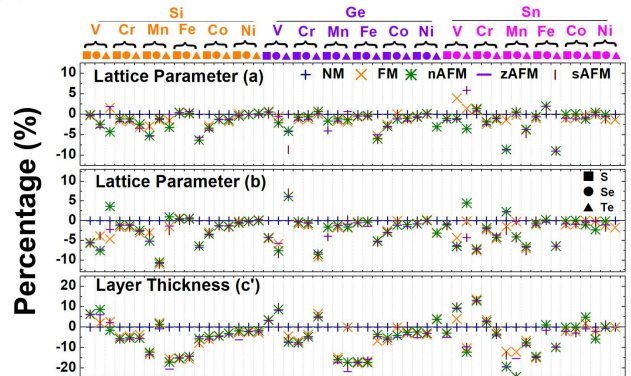 Si Ge Sn
V Cr Mn Fe Co Ni V Cr Mn Fe Co Ni V Cr Mn Fe Co Ni
10
Lattice Parameter (a) + NM × FM ✳ nAFM − zAFM | sAFM
5
0
-5
-10
10
Lattice Parameter (b) ■ S
5 ● Se
0 ▲ Te
-5
-10
20
Layer Thickness (c')
10
0
-10
-20
Percentage (%)